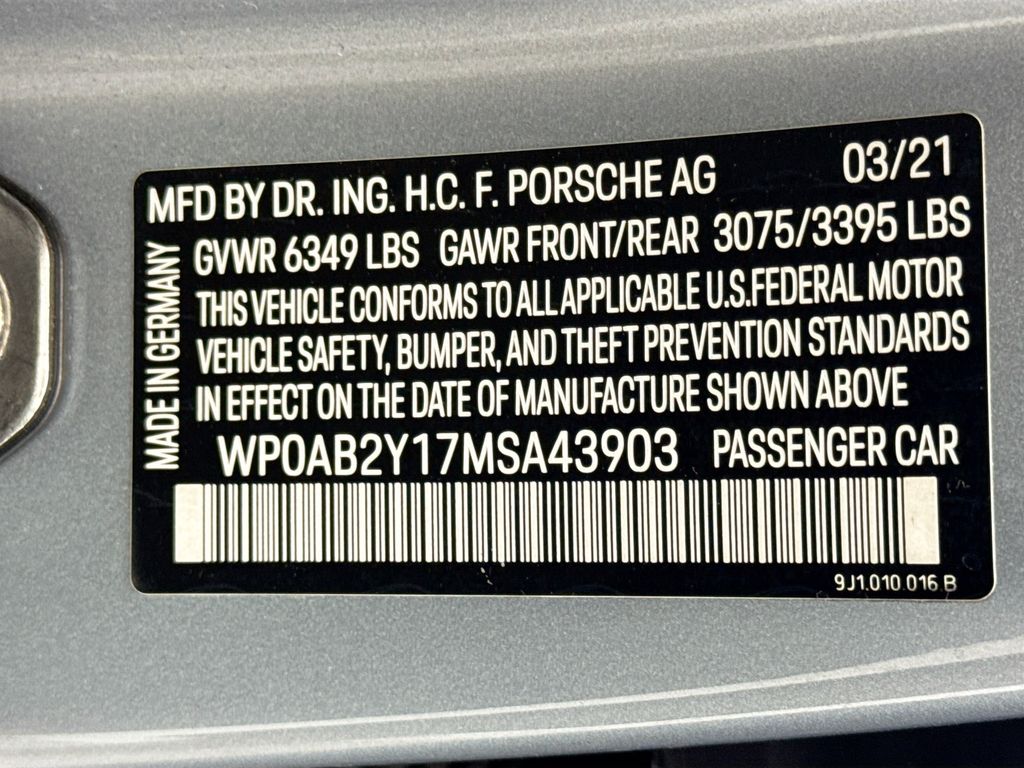 MFD BY DR. ING. H.C. F. PORSCHE AG 03/21
GVWR 6349 LBS GAWR FRONT/REAR 3075/3395 LBS
THIS VEHICLE CONFORMS TO ALL APPLICABLE U.S.FEDERAL MOTOR
VEHICLE SAFETY, BUMPER, AND THEFT PREVENTION STANDARDS
IN EFFECT ON THE DATE OF MANUFACTURE SHOWN ABOVE
WP0AB2Y17MSA43903 PASSENGER CAR
9J1.010.016.B
MADE IN GERMANY